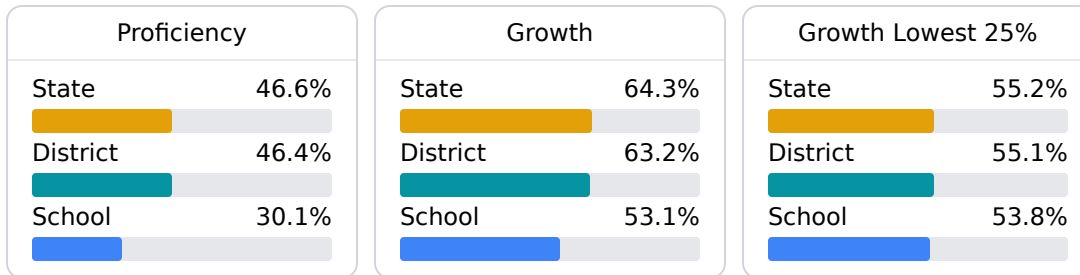 Proficiency
State 46.6%
District 46.4%
School 30.1%
Growth
State 64.3%
District 63.2%
School 53.1%
Growth Lowest 25%
State 55.2%
District 55.1%
School 53.8%